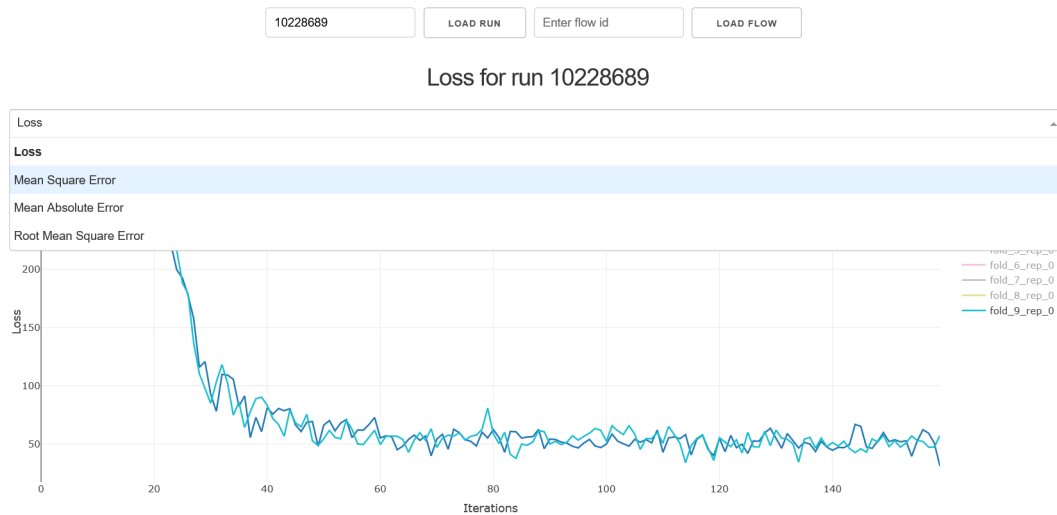 10228689 LOAD RUN Enter flow id LOAD FLOW
Loss for run 10228689
Loss
Loss
Mean Square Error
Mean Absolute Error
Root Mean Square Error
fold_5_rep_0
fold_6_rep_0
fold_7_rep_0
fold_8_rep_0
fold_9_rep_0
200
150
100
50
Loss
0 20 40 60 80 100 120 140
Iterations